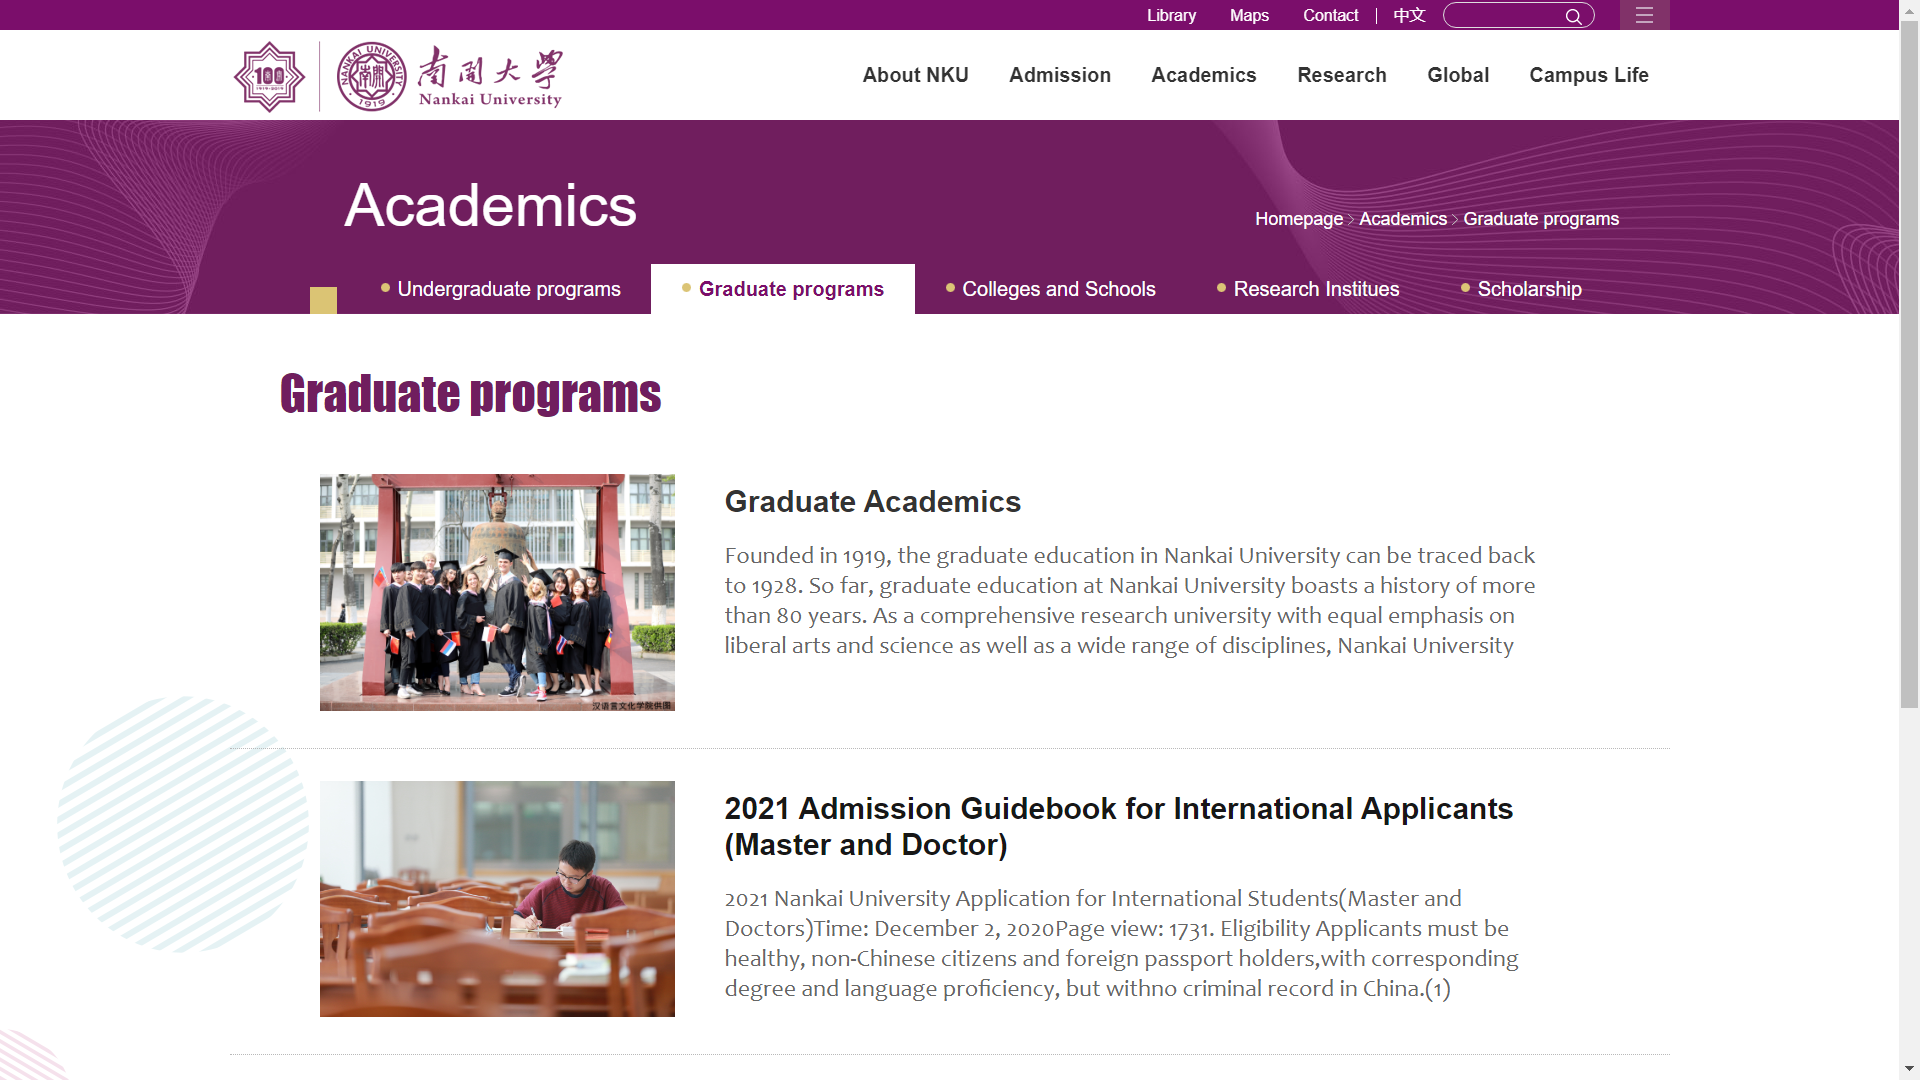 Library Maps Contact 中文
100
1919-2019
NANKAI UNIVERSITY
1919
南开大学
Nankai University
About NKU Admission Academics Research Global Campus Life
Academics
Homepage > Academics > Graduate programs
Undergraduate programs Graduate programs Colleges and Schools Research Institues Scholarship
Graduate programs
Graduate Academics
Founded in 1919, the graduate education in Nankai University can be traced back
to 1928. So far, graduate education at Nankai University boasts a history of more
than 80 years. As a comprehensive research university with equal emphasis on
liberal arts and science as well as a wide range of disciplines, Nankai University
汉语言文化学院供图
2021 Admission Guidebook for International Applicants
(Master and Doctor)
2021 Nankai University Application for International Students(Master and
Doctors)Time: December 2, 2020Page view: 1731. Eligibility Applicants must be
healthy, non-Chinese citizens and foreign passport holders,with corresponding
degree and language proficiency, but withno criminal record in China.(1)